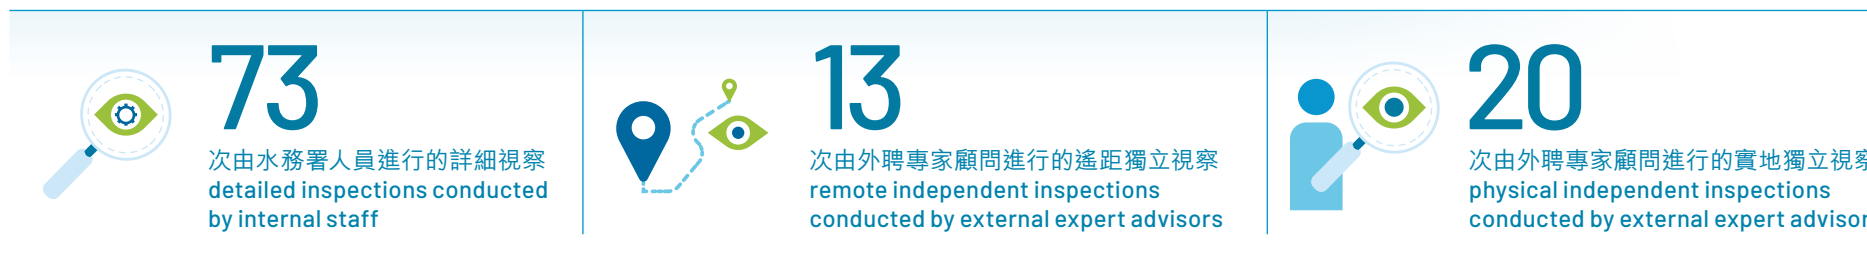 73
次由水務署人員進行的詳細視察
detailed inspections conducted
by internal staff
13
次由外聘專家顧問進行的遙距獨立視察
remote independent inspections
conducted by external expert advisors
20
次由外聘專家顧問進行的實地獨立視察
physical independent inspections
conducted by external expert